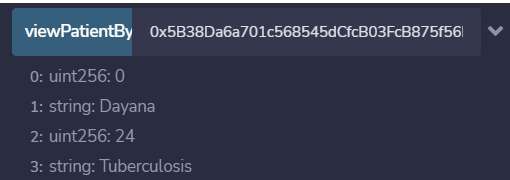 viewPatientBy 0x5B38Da6a701c568545dCfcB03FcB875f56
0: uint256: 0
1: string: Dayana
2: uint256: 24
3: string: Tuberculosis